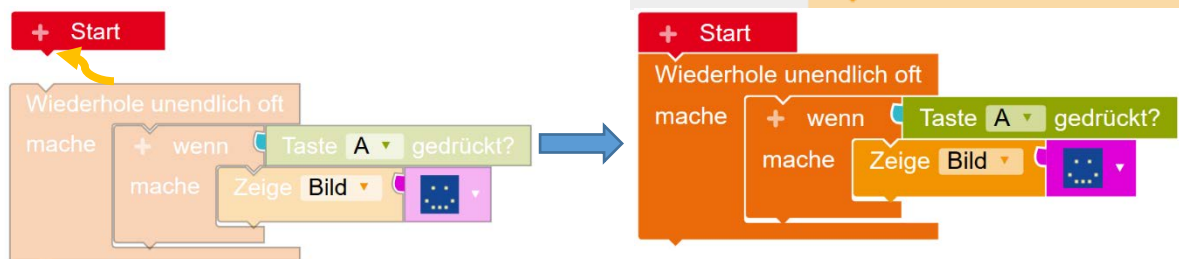 + Start
Wiederhole unendlich oft
mache + wenn Taste A gedrückt?
mache Zeige Bild
+ Start
Wiederhole unendlich oft
mache + wenn Taste A gedrückt?
mache Zeige Bild